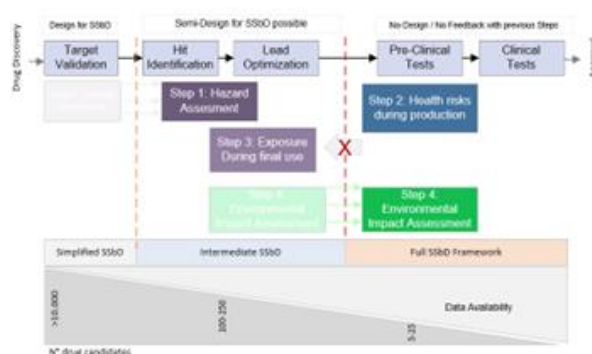 Design for SSbD
Semi-Design for SSbD possible
No Design / No Feedback with previous Steps
Drug Discovery
Target
Validation
Hit
Identification
Lead
Optimization
Pre-Clinical
Tests
Clinical
Tests
Step 1: Hazard
Assesment
Step 2: Health risks
during production
Step 3: Exposure
During final use
X
Step 4:
Environmental
Impact Assessment
Step 4:
Environmental
Impact Assessment
Simplified SSbD
Intermediate SSbD
Full SSbD Framework
Data Availability
>10.000
100-250
5-25
N° drug candidates